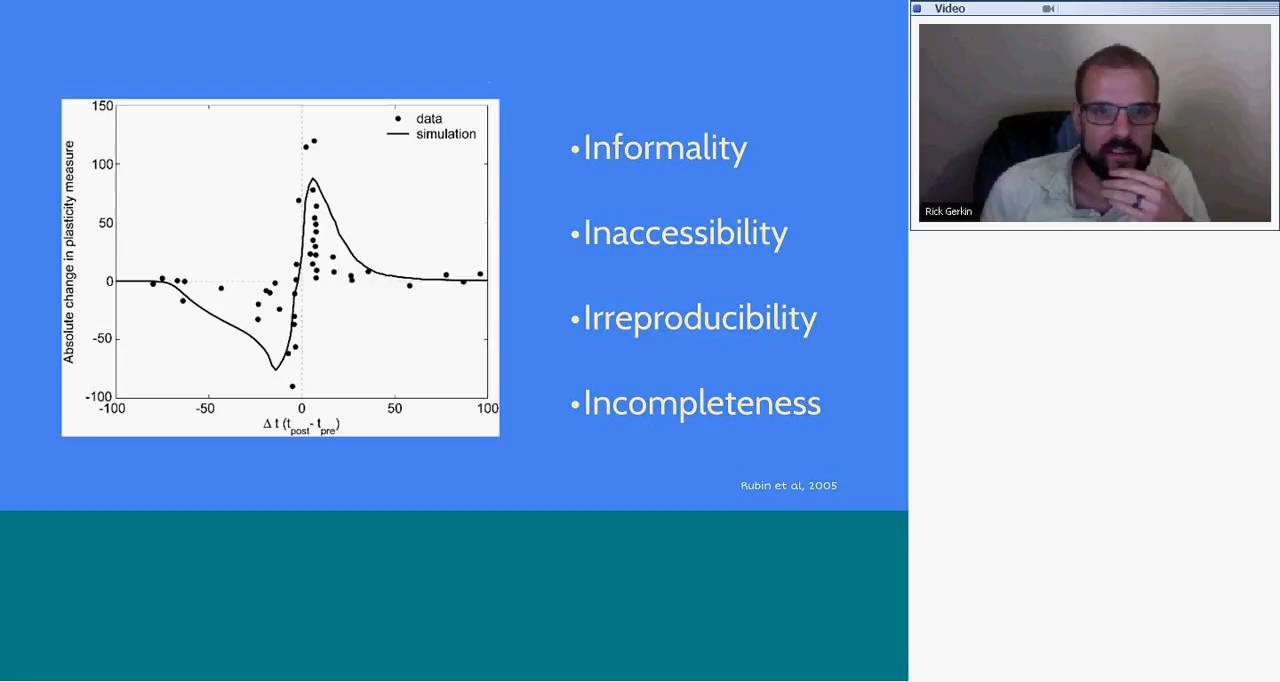 Video
150
100
50
0
-50
-100
-100
-50
0
50
100
Absolute change in plasticity measure
data
simulation
Δ t (tpost- tpre)
•Informality
•Inaccessibility
•Irreproducibility
•Incompleteness
Rubin et al, 2005
Rick Gerkin